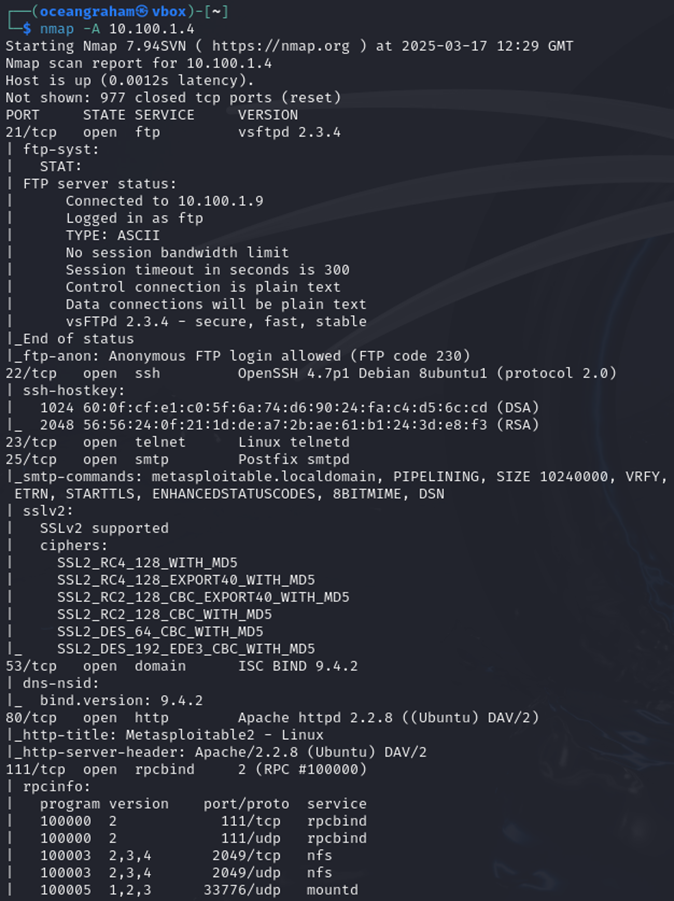 ┌──(oceangraham㉿vbox)-[~]
└─$ nmap -A 10.100.1.4
Starting Nmap 7.94SVN ( https://nmap.org ) at 2025-03-17 12:29 GMT
Nmap scan report for 10.100.1.4
Host is up (0.0012s latency).
Not shown: 977 closed tcp ports (reset)
PORT     STATE SERVICE     VERSION
21/tcp   open  ftp         vsftpd 2.3.4
| ftp-syst:
|   STAT:
| FTP server status:
|      Connected to 10.100.1.9
|      Logged in as ftp
|      TYPE: ASCII
|      No session bandwidth limit
|      Session timeout in seconds is 300
|      Control connection is plain text
|      Data connections will be plain text
|      vsFTPd 2.3.4 - secure, fast, stable
|_End of status
|_ftp-anon: Anonymous FTP login allowed (FTP code 230)
22/tcp   open  ssh         OpenSSH 4.7p1 Debian 8ubuntu1 (protocol 2.0)
| ssh-hostkey:
|   1024 60:0f:cf:e1:c0:5f:6a:74:d6:90:24:fa:c4:d5:6c:cd (DSA)
|_  2048 56:56:24:0f:21:1d:de:a7:2b:ae:61:b1:24:3d:e8:f3 (RSA)
23/tcp   open  telnet      Linux telnetd
25/tcp   open  smtp        Postfix smtpd
|_smtp-commands: metasploitable.localdomain, PIPELINING, SIZE 10240000, VRFY,
 ETRN, STARTTLS, ENHANCEDSTATUSCODES, 8BITMIME, DSN
| sslv2:
|   SSLv2 supported
|   ciphers:
|     SSL2_RC4_128_WITH_MD5
|     SSL2_RC4_128_EXPORT40_WITH_MD5
|     SSL2_RC2_128_CBC_EXPORT40_WITH_MD5
|     SSL2_RC2_128_CBC_WITH_MD5
|     SSL2_DES_64_CBC_WITH_MD5
|_    SSL2_DES_192_EDE3_CBC_WITH_MD5
53/tcp   open  domain      ISC BIND 9.4.2
| dns-nsid:
|_  bind.version: 9.4.2
80/tcp   open  http        Apache httpd 2.2.8 ((Ubuntu) DAV/2)
|_http-title: Metasploitable2 - Linux
|_http-server-header: Apache/2.2.8 (Ubuntu) DAV/2
111/tcp  open  rpcbind     2 (RPC #100000)
| rpcinfo:
|   program version    port/proto  service
|   100000  2            111/tcp   rpcbind
|   100000  2            111/udp   rpcbind
|   100003  2,3,4       2049/tcp   nfs
|   100003  2,3,4       2049/udp   nfs
|   100005  1,2,3      33776/udp   mountd